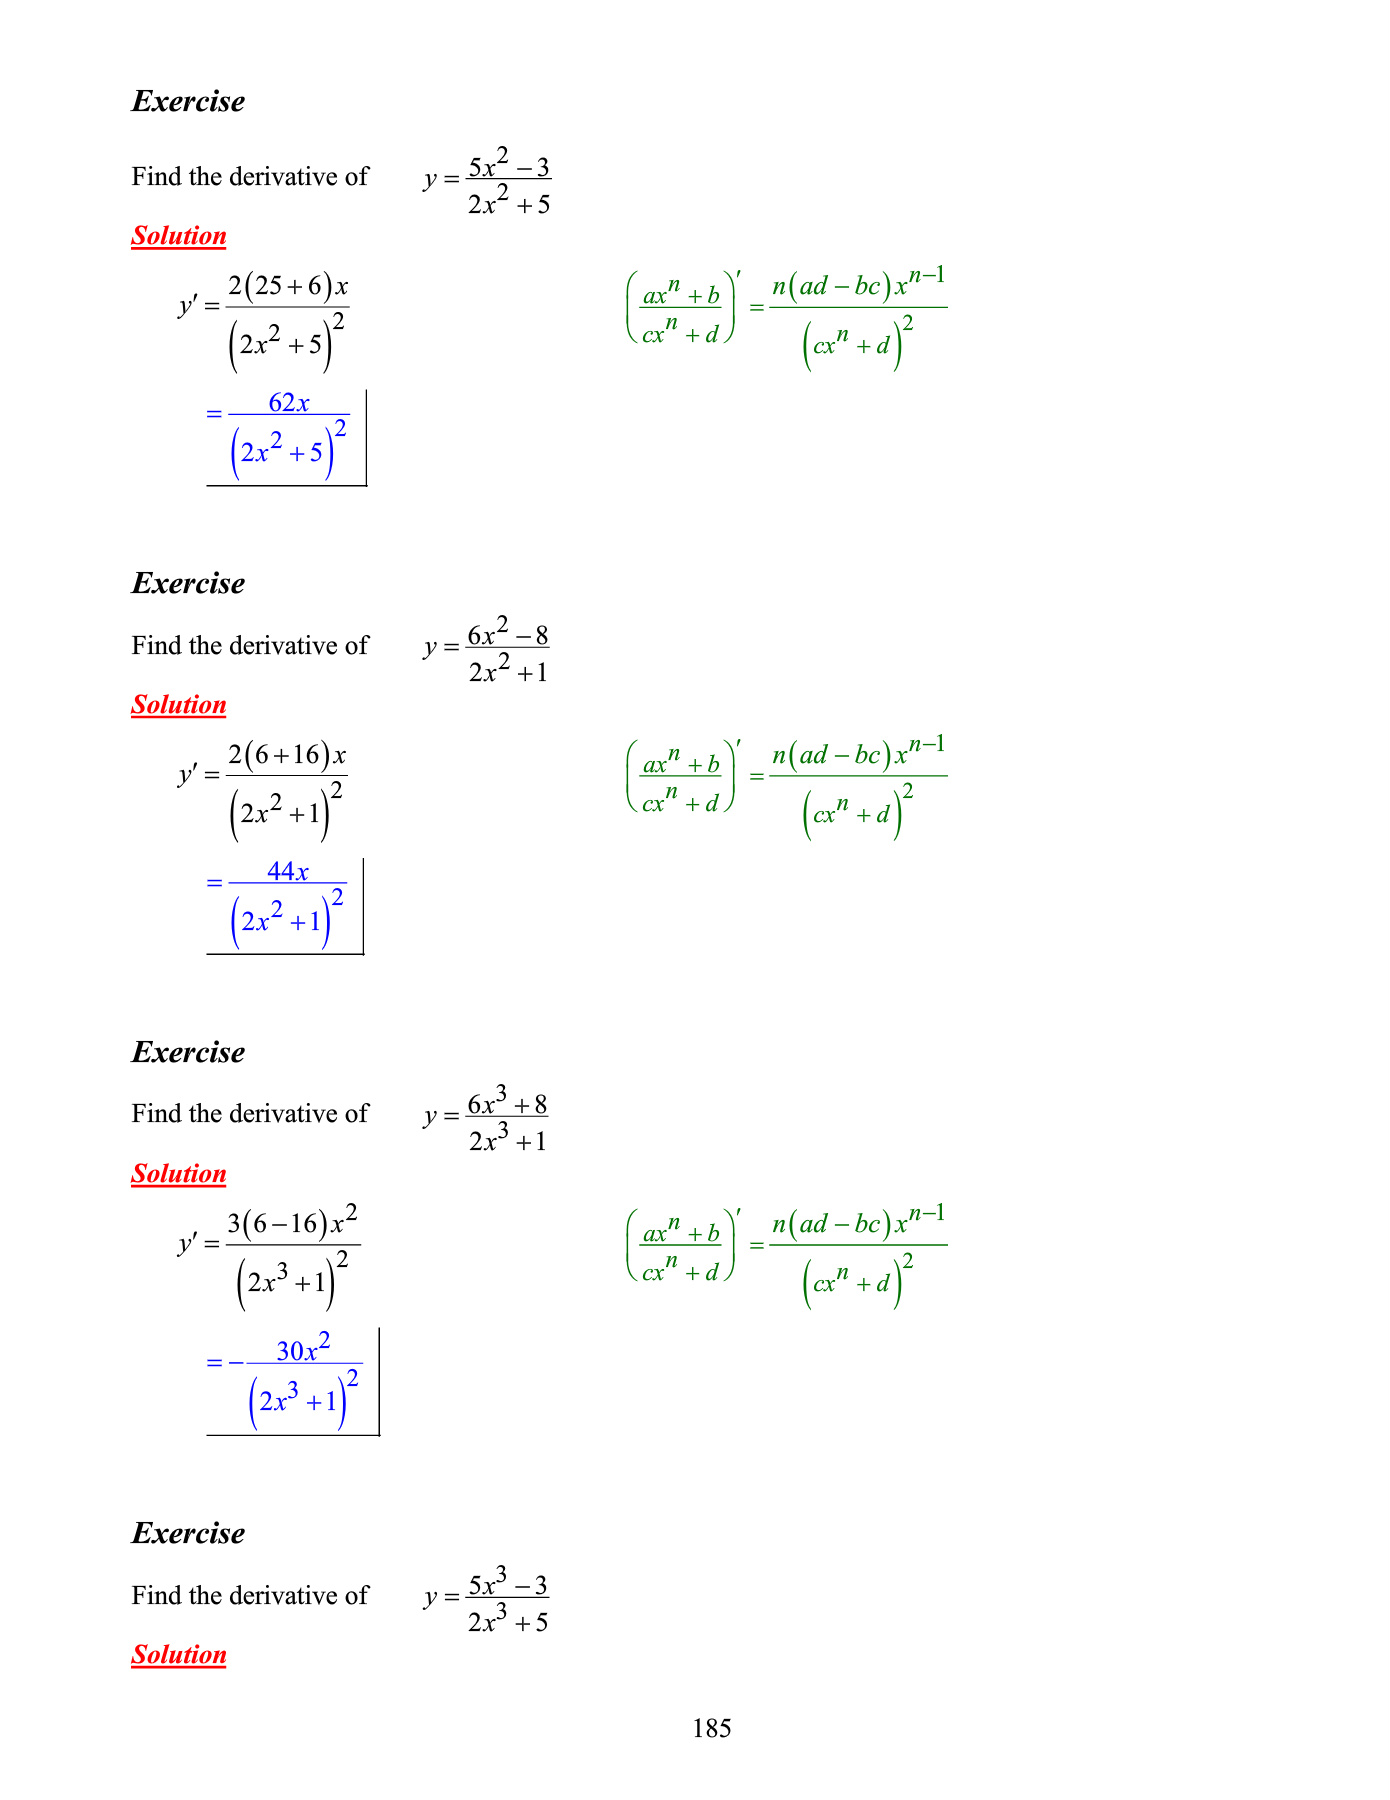 Exercise
Find the derivative of y = \frac{5x^2 - 3}{2x^2 + 5}
Solution
y' = \frac{2(25 + 6)x}{(2x^2 + 5)^2} \left(\frac{ax^n + b}{cx^n + d}\right)' = \frac{n(ad - bc)x^{n-1}}{(cx^n + d)^2}
= \frac{62x}{(2x^2 + 5)^2}
Exercise
Find the derivative of y = \frac{6x^2 - 8}{2x^2 + 1}
Solution
y' = \frac{2(6 + 16)x}{(2x^2 + 1)^2} \left(\frac{ax^n + b}{cx^n + d}\right)' = \frac{n(ad - bc)x^{n-1}}{(cx^n + d)^2}
= \frac{44x}{(2x^2 + 1)^2}
Exercise
Find the derivative of y = \frac{6x^3 + 8}{2x^3 + 1}
Solution
y' = \frac{3(6 - 16)x^2}{(2x^3 + 1)^2} \left(\frac{ax^n + b}{cx^n + d}\right)' = \frac{n(ad - bc)x^{n-1}}{(cx^n + d)^2}
= -\frac{30x^2}{(2x^3 + 1)^2}
Exercise
Find the derivative of y = \frac{5x^3 - 3}{2x^3 + 5}
Solution
185